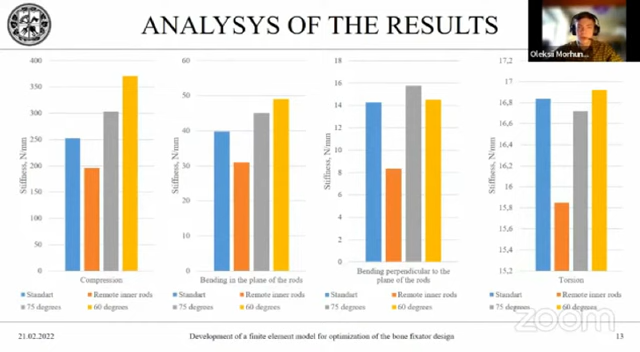 ANALYSYS OF THE RESULTS
Oleksii Morhun...
400
350
300
250
200
150
100
50
0
Stiffness, N/mm
Compression
Standart
Remote inner rods
75 degrees
60 degrees
60
50
40
30
20
10
0
Stiffness, N/mm
Bending in the plane of the rods
Standart
Remote inner rods
75 degrees
60 degrees
18
16
14
12
10
8
6
4
2
0
Stiffness, N/mm
Bending perpendicular to the
plane of the rods
Standart
Remote inner rods
75 degrees
60 degrees
17,2
17
16,8
16,6
16,4
16,2
16
15,8
15,6
15,4
15,2
Stiffness, N/mm
Torsion
Standart
Remote inner rods
75 degrees
60 degrees
zoom
21.02.2022
Development of a finite element model for optimization of the bone fixator design
13